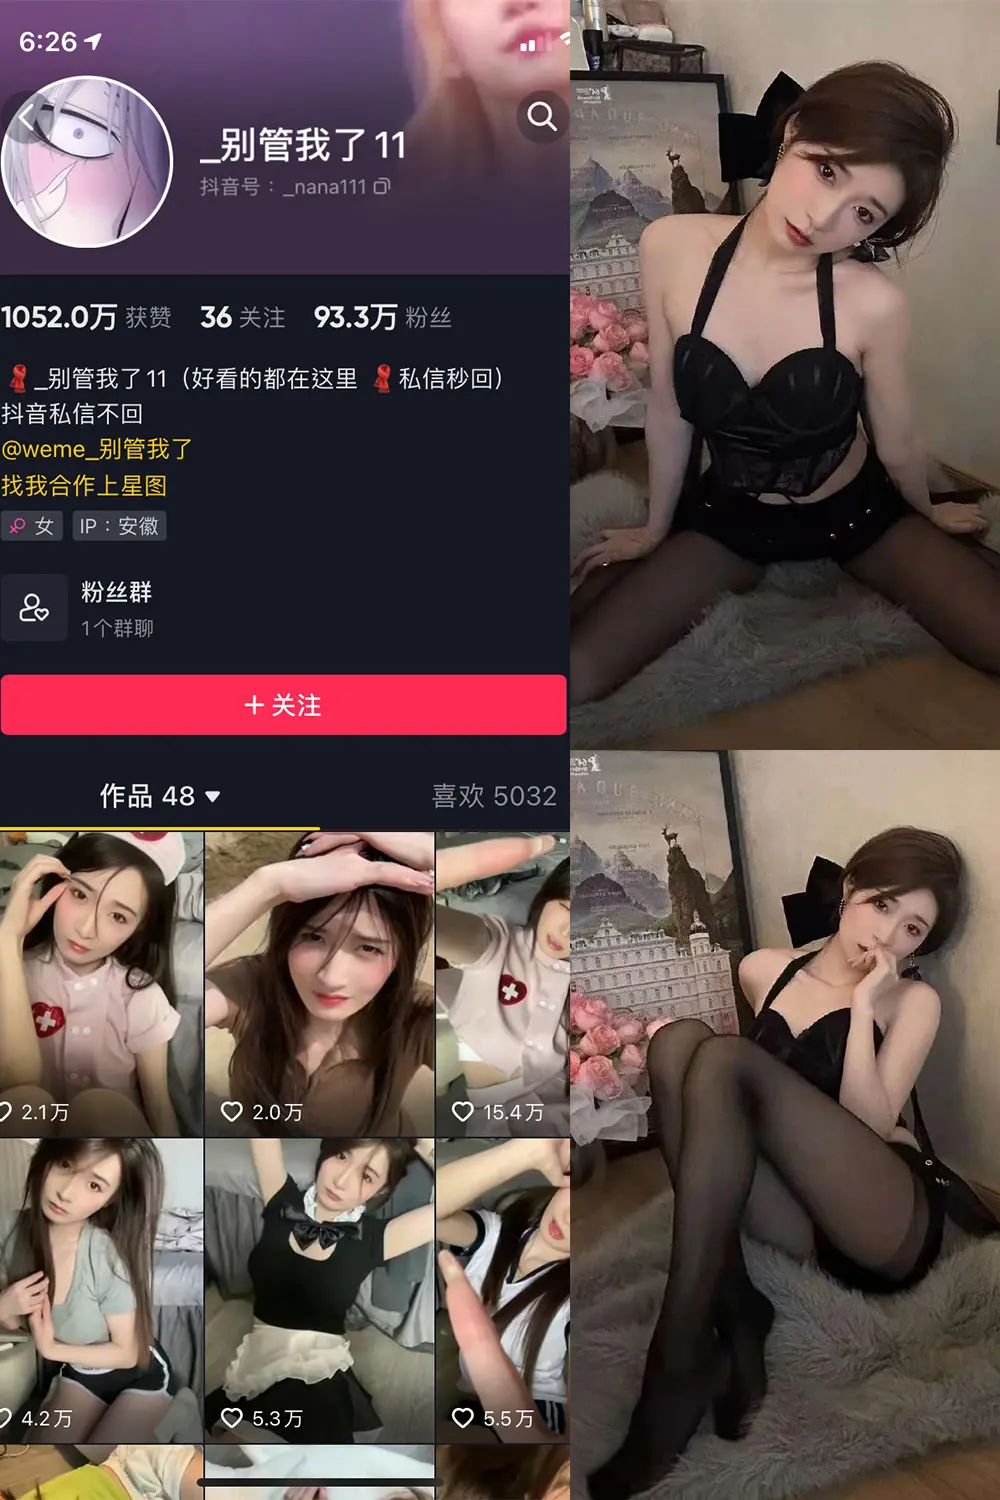 6:26
_别管我了 11
抖音号：_nana111
1052.0万 获赞 36 关注 93.3万 粉丝
_别管我了 11（好看的都在这里 私信秒回）
抖音私信不回
@weme_别管我了
找我合作上星图
女 IP：安徽
粉丝群
1个群聊
+ 关注
作品 48 喜欢 5032
2.1万 2.0万 15.4万
4.2万 5.3万 5.5万